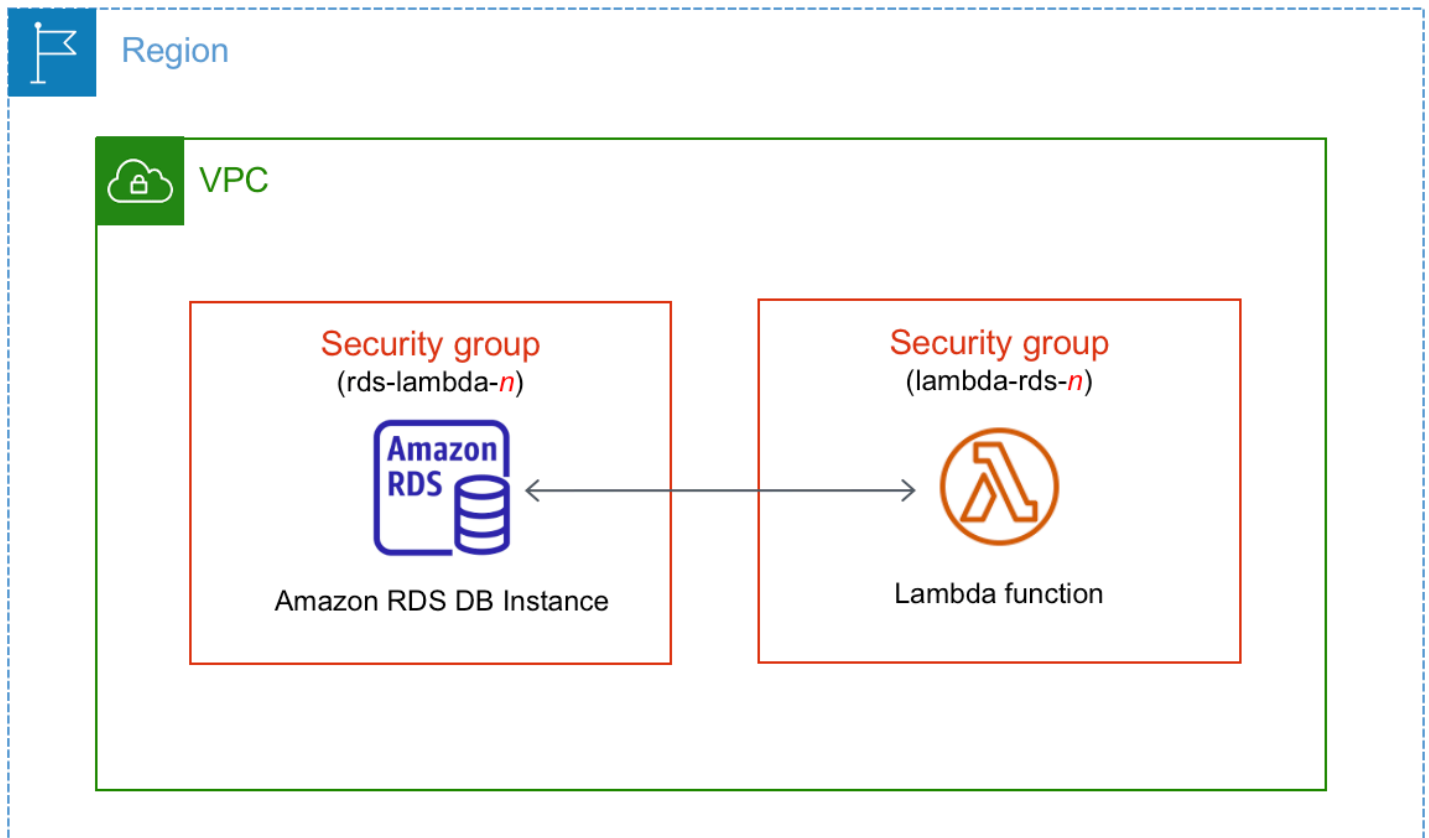 Region
VPC
Security group
(rds-lambda-n)
Amazon
RDS
Amazon RDS DB Instance
Security group
(lambda-rds-n)
Lambda function